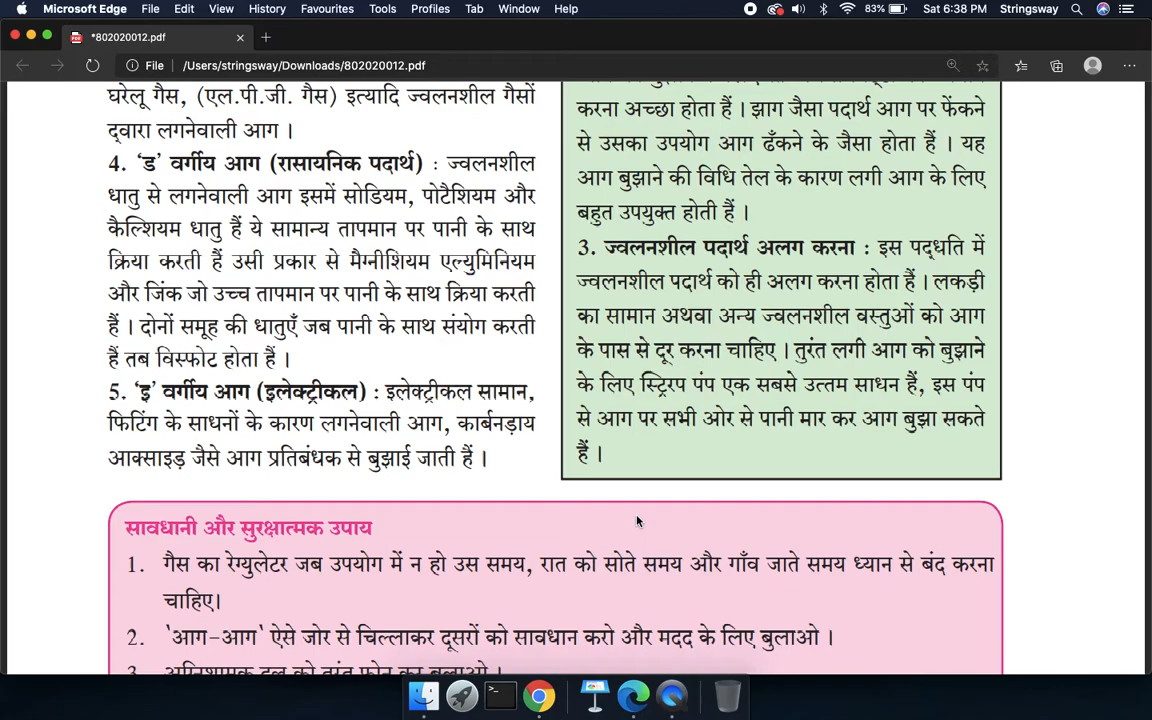 Microsoft Edge File Edit View History Favourites Tools Profiles Tab Window Help 83% Sat 6:38 PM Stringsway
*802020012.pdf
File /Users/stringsway/Downloads/802020012.pdf
घरेलू गैस, (एल.पी.जी. गैस) इत्यादि ज्वलनशील गैसों
द्वारा लगनेवाली आग ।
4. ‘ड’ वर्गीय आग (रासायनिक पदार्थ) : ज्वलनशील
धातु से लगनेवाली आग इसमें सोडियम, पोटैशियम और
कैल्शियम धातु हैं ये सामान्य तापमान पर पानी के साथ
क्रिया करती हैं उसी प्रकार से मैग्नीशियम एल्युमिनियम
और जिंक जो उच्च तापमान पर पानी के साथ क्रिया करती
हैं । दोनों समूह की धातुएँ जब पानी के साथ संयोग करती
हैं तब विस्फोट होता हैं ।
5. ‘इ’ वर्गीय आग (इलेक्ट्रीकल) : इलेक्ट्रीकल सामान,
फिटिंग के साधनों के कारण लगनेवाली आग, कार्बनड़ाय
आक्साइड़ जैसे आग प्रतिबंधक से बुझाई जाती हैं ।
करना अच्छा होता हैं । झाग जैसा पदार्थ आग पर फेंकने
से उसका उपयोग आग ढँकने के जैसा होता हैं । यह
आग बुझाने की विधि तेल के कारण लगी आग के लिए
बहुत उपयुक्त होती हैं ।
3. ज्वलनशील पदार्थ अलग करना : इस पद्धति में
ज्वलनशील पदार्थ को ही अलग करना होता हैं । लकड़ी
का सामान अथवा अन्य ज्वलनशील वस्तुओं को आग
के पास से दूर करना चाहिए । तुरंत लगी आग को बुझाने
के लिए स्ट्रिरप पंप एक सबसे उत्तम साधन हैं, इस पंप
से आग पर सभी ओर से पानी मार कर आग बुझा सकते
हैं ।
सावधानी और सुरक्षात्मक उपाय
1. गैस का रेग्युलेटर जब उपयोग में न हो उस समय, रात को सोते समय और गाँव जाते समय ध्यान से बंद करना
चाहिए।
2. ‘आग-आग‘ ऐसे जोर से चिल्लाकर दूसरों को सावधान करो और मदद के लिए बुलाओ ।
3. अग्निशामक दल को तुरंत फोन कर बुलाओ ।